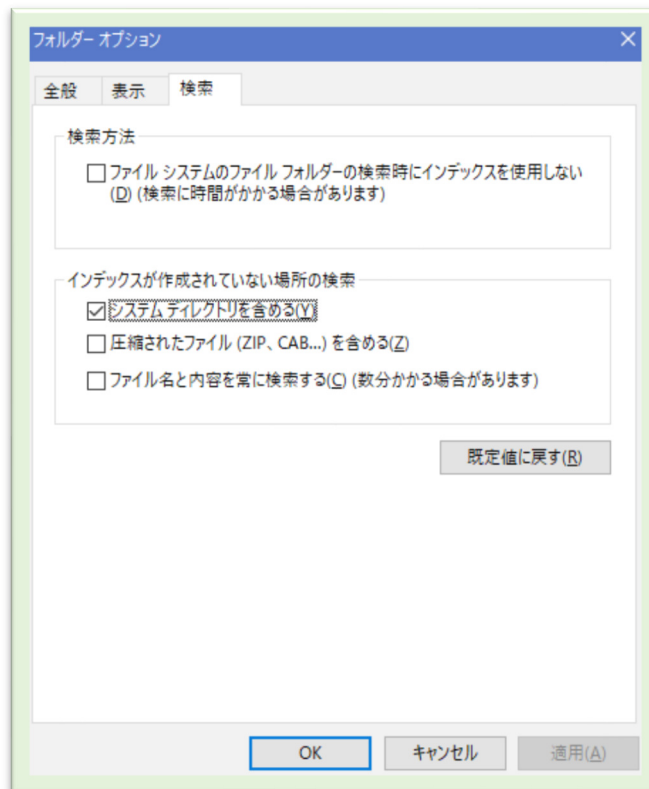 フォルダー オプション
全般 表示 検索
検索方法
ファイル システムのファイル フォルダーの検索時にインデックスを使用しない
(D) (検索に時間がかかる場合があります)
インデックスが作成されていない場所の検索
システム ディレクトリを含める(Y)
圧縮されたファイル (ZIP、CAB...) を含める(Z)
ファイル名と内容を常に検索する(C) (数分かかる場合があります)
既定値に戻す(R)
OK キャンセル 適用(A)